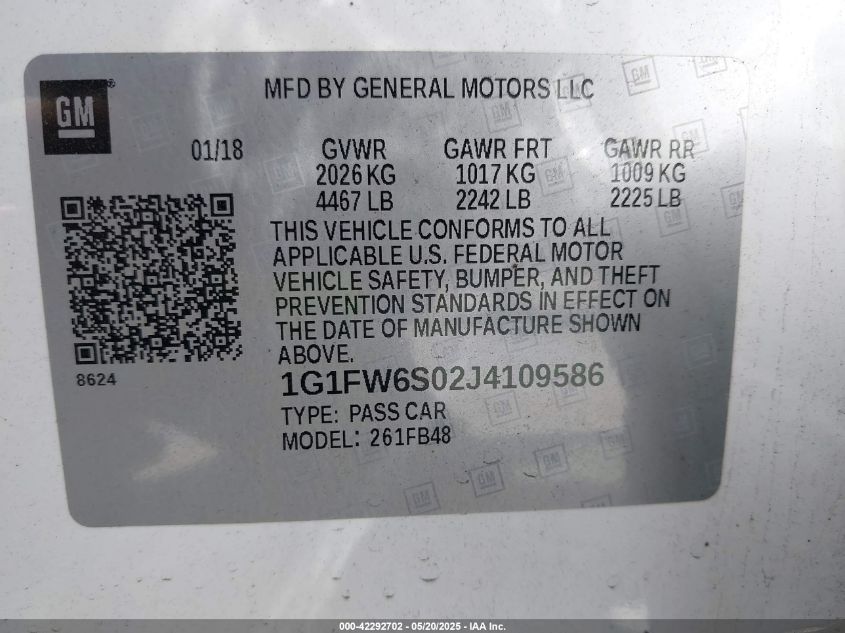 MFD BY GENERAL MOTORS LLC
GM®
01/18 GVWR GAWR FRT GAWR RR
2026 KG 1017 KG 1009 KG
4467 LB 2242 LB 2225 LB
THIS VEHICLE CONFORMS TO ALL
APPLICABLE U.S. FEDERAL MOTOR
VEHICLE SAFETY, BUMPER, AND THEFT
PREVENTION STANDARDS IN EFFECT ON
THE DATE OF MANUFACTURE SHOWN
ABOVE.
8624
1G1FW6S02J4109586
TYPE: PASS CAR
MODEL: 261FB48
000-42292702 - 05/20/2025 - IAA Inc.